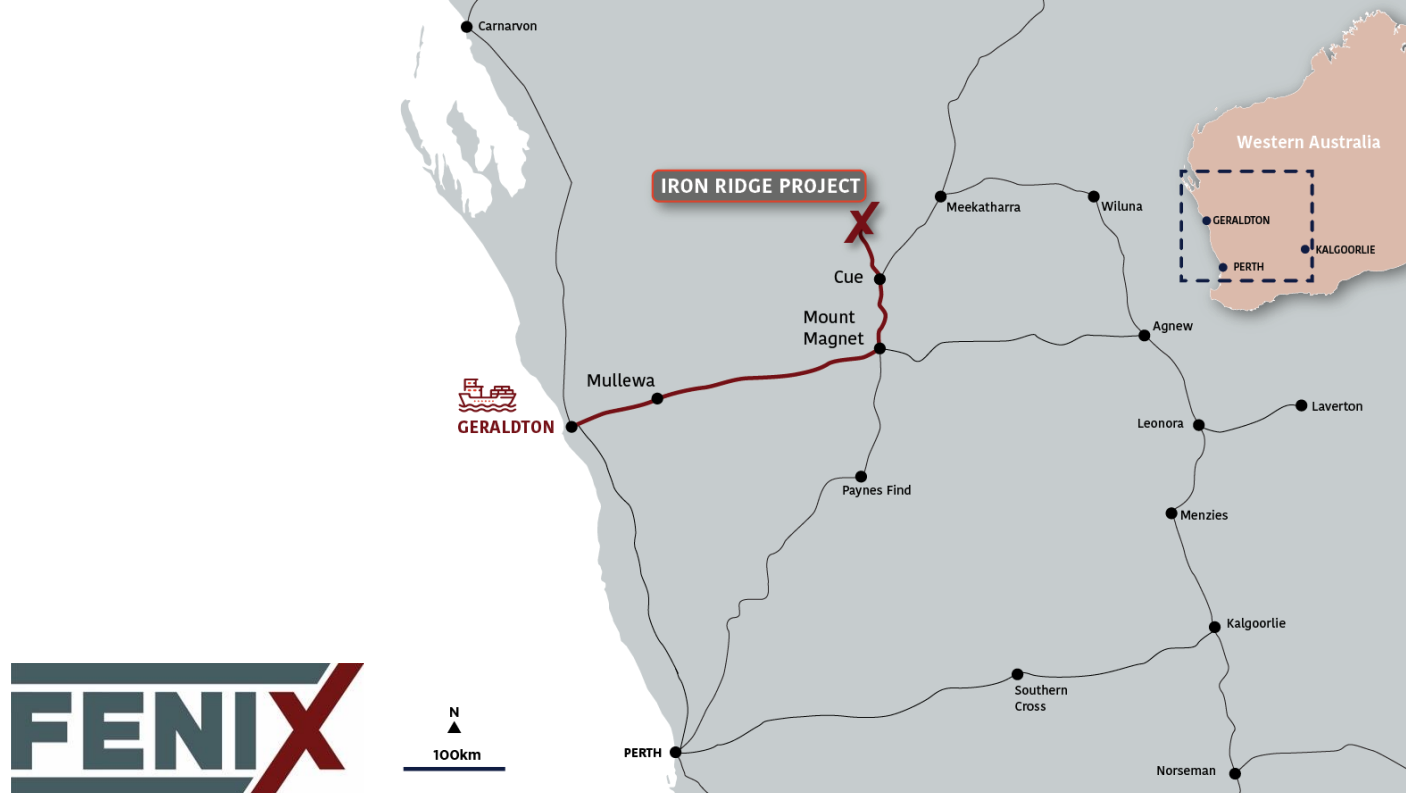 Carnarvon
Western Australia
IRON RIDGE PROJECT
X
Meekatharra
Wiluna
GERALDTON
KALGOORLIE
PERTH
Cue
Mount
Magnet
Agnew
Mullewa
GERALDTON
Laverton
Leonora
Paynes Find
Menzies
Kalgoorlie
Southern
Cross
FENIX
N
100km
PERTH
Norseman